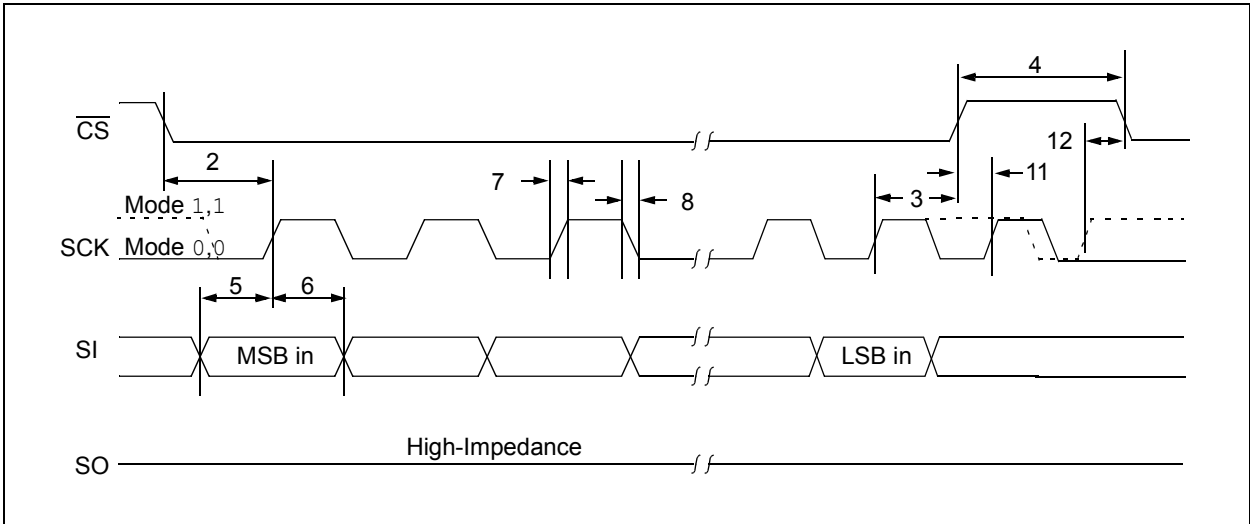 4
CS
12
2
7
11
8
3
Mode 1,1
SCK Mode 0,0
5
6
SI
MSB in
LSB in
High-Impedance
SO